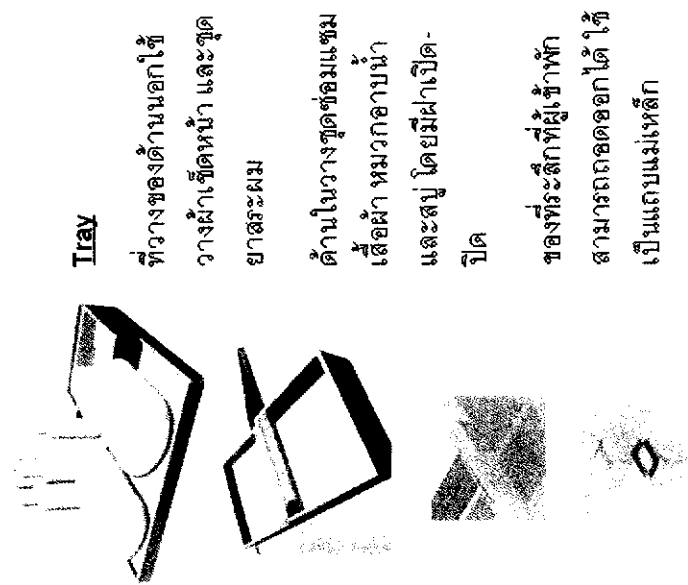 Tray
ที่วางของด้านนอกใช้
วางผ้าเช็ดหน้า และชุด
ยาสระผม
ด้านในวางชุดซ่อมแซม
เสื้อผ้า หมวกอาบน้ำ
และสบู่ โดยมีฝาเปิด-
ปิด
ของที่ระลึกที่ผู้เข้าพัก
สามารถถอดออกได้ ใช้
เป็นแถบแม่เหล็ก